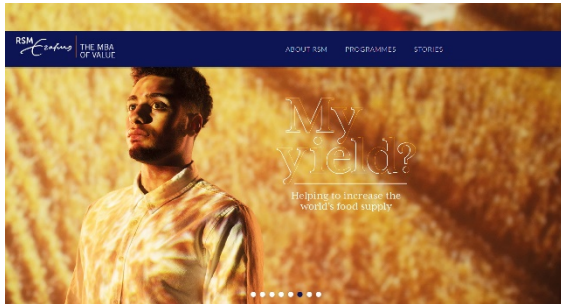 RSM Erasmus THE MBA
OF VALUE
ABOUT RSM PROGRAMMES STORIES
My
yield?
Helping to increase the
world's food supply